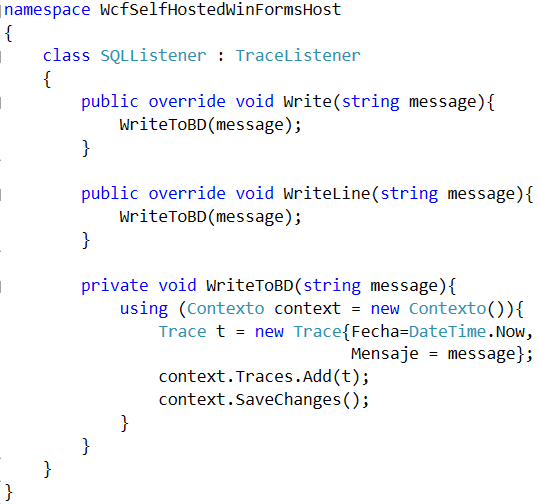 namespace WcfSelfHostedWinFormsHost
{
    class SQLListener : TraceListener
    {
        public override void Write(string message){
            WriteToBD(message);
        }

        public override void WriteLine(string message){
            WriteToBD(message);
        }

        private void WriteToBD(string message){
            using (Contexto context = new Contexto()){
                Trace t = new Trace{Fecha=DateTime.Now,
                                    Mensaje = message};
                context.Traces.Add(t);
                context.SaveChanges();
            }
        }
    }
}